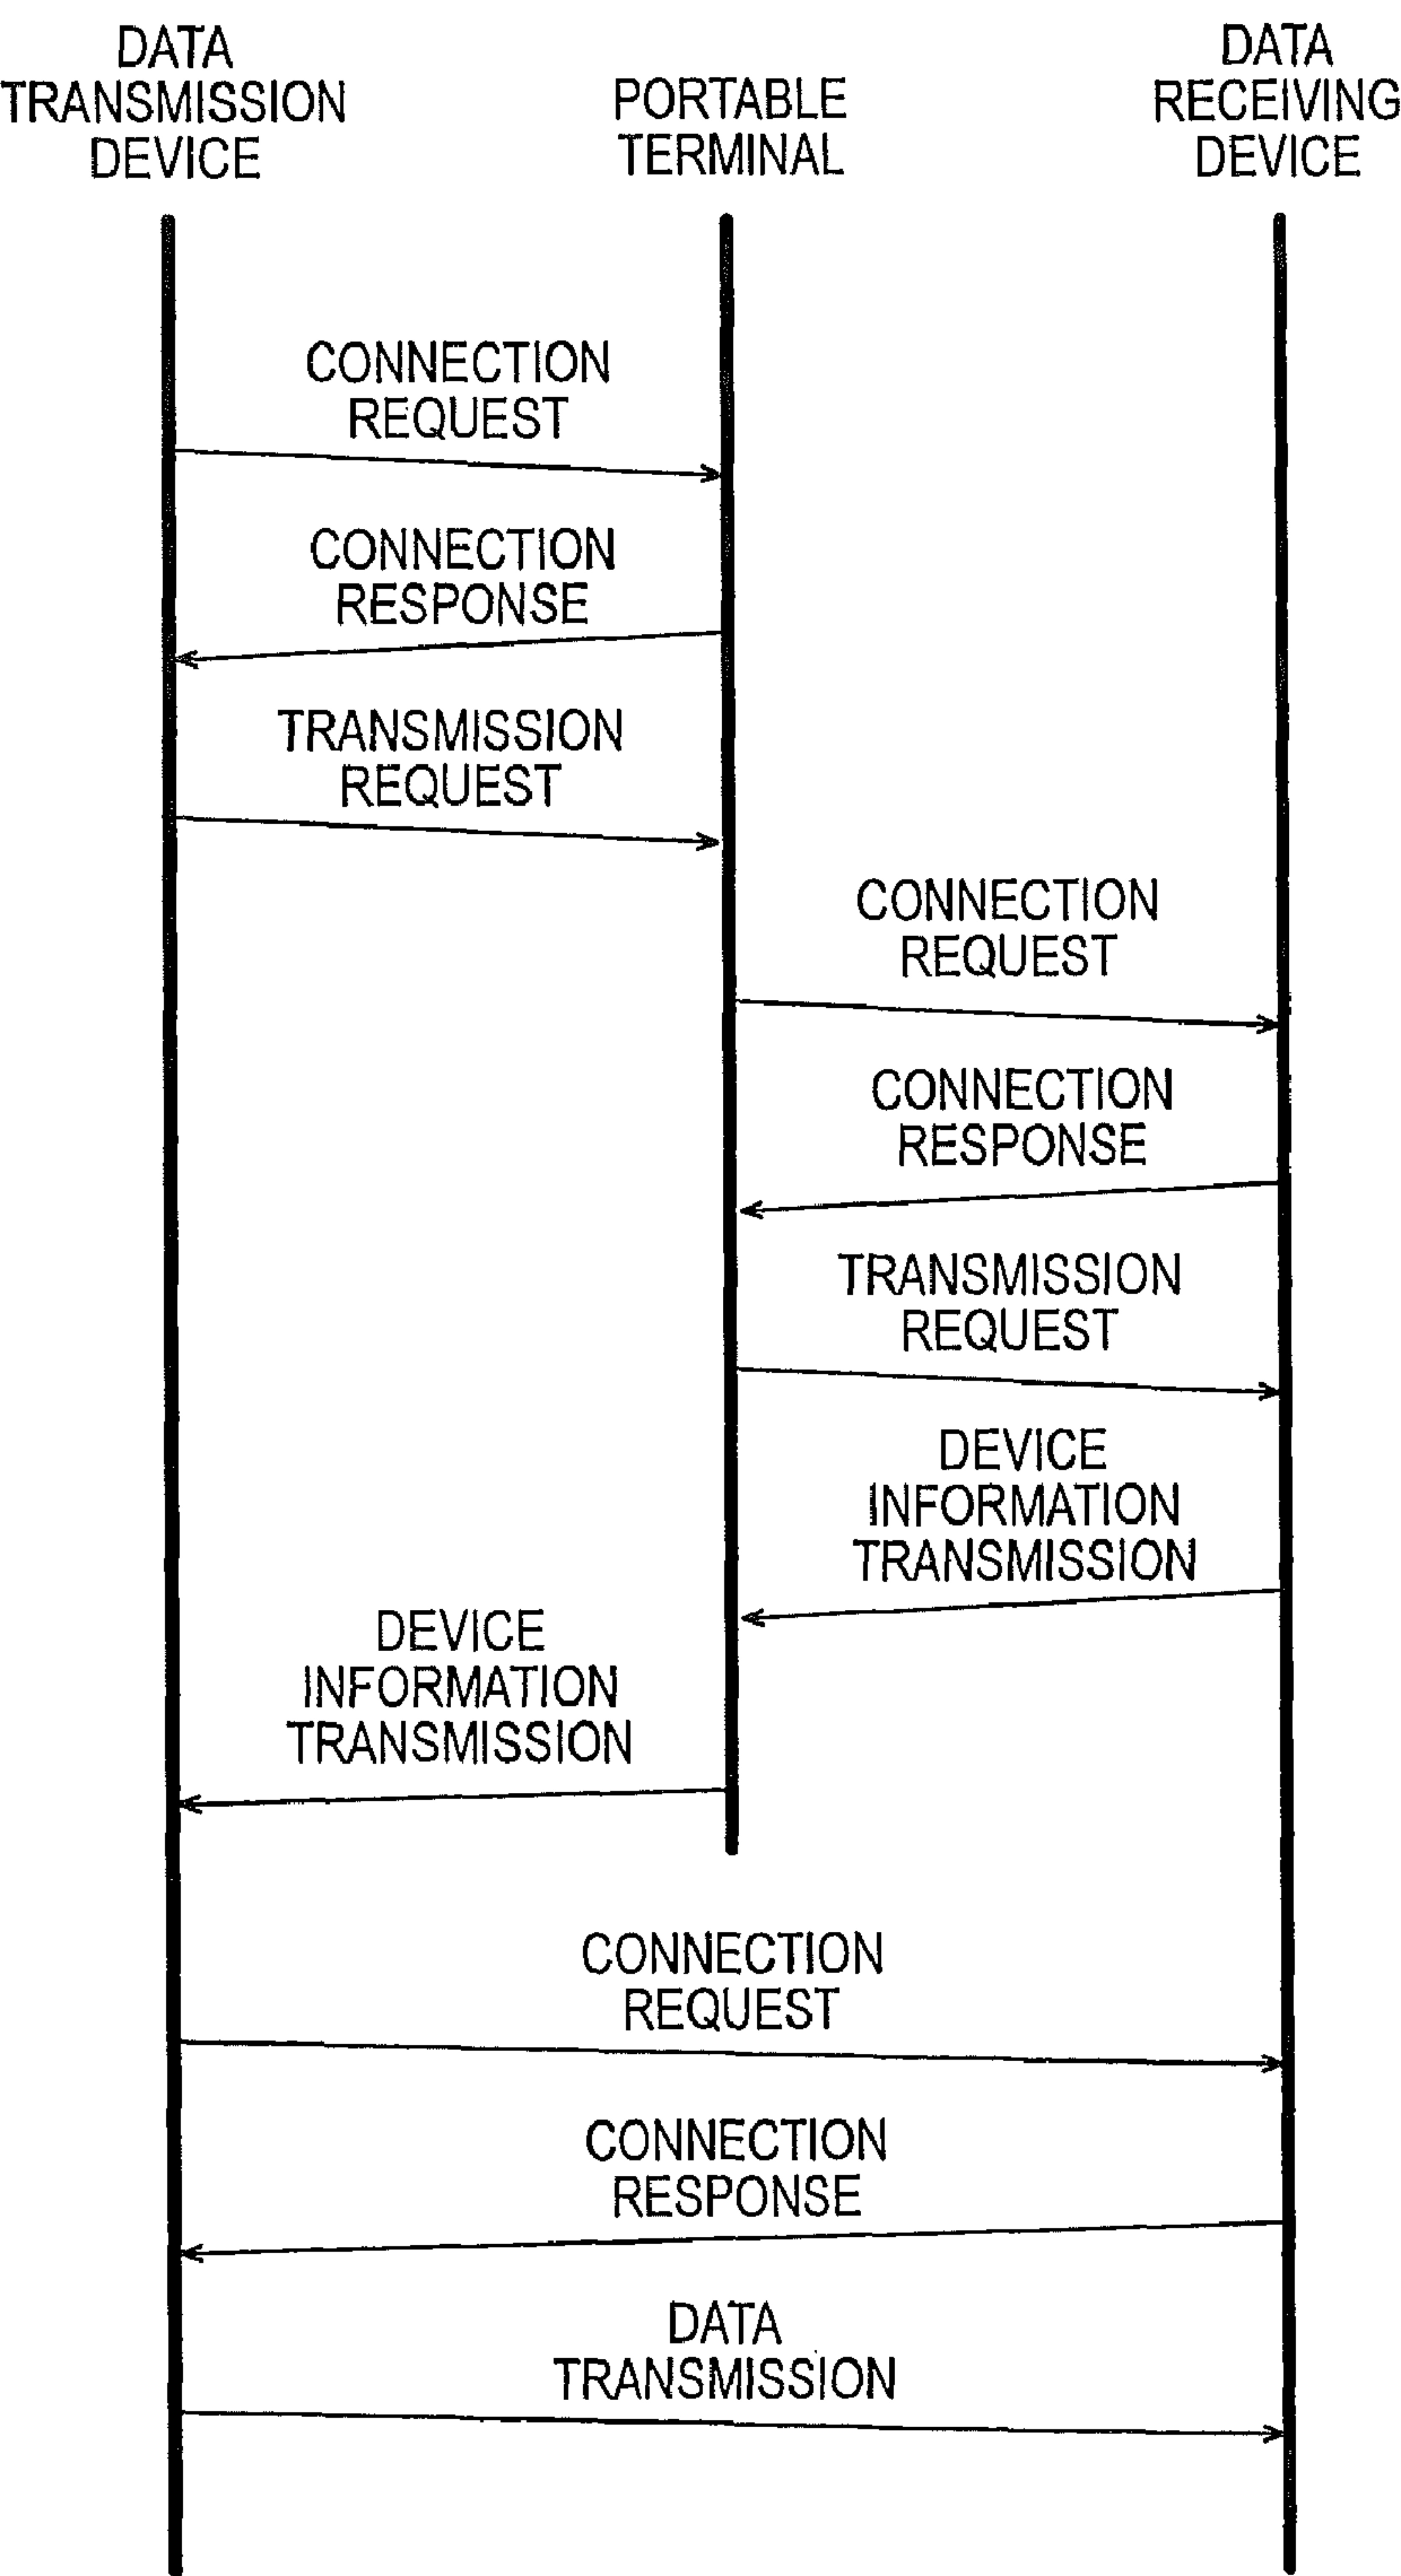 DATA
TRANSMISSION
DEVICE
PORTABLE
TERMINAL
DATA
RECEIVING
DEVICE
CONNECTION
REQUEST
CONNECTION
RESPONSE
TRANSMISSION
REQUEST
CONNECTION
REQUEST
CONNECTION
RESPONSE
TRANSMISSION
REQUEST
DEVICE
INFORMATION
TRANSMISSION
DEVICE
INFORMATION
TRANSMISSION
CONNECTION
REQUEST
CONNECTION
RESPONSE
DATA
TRANSMISSION